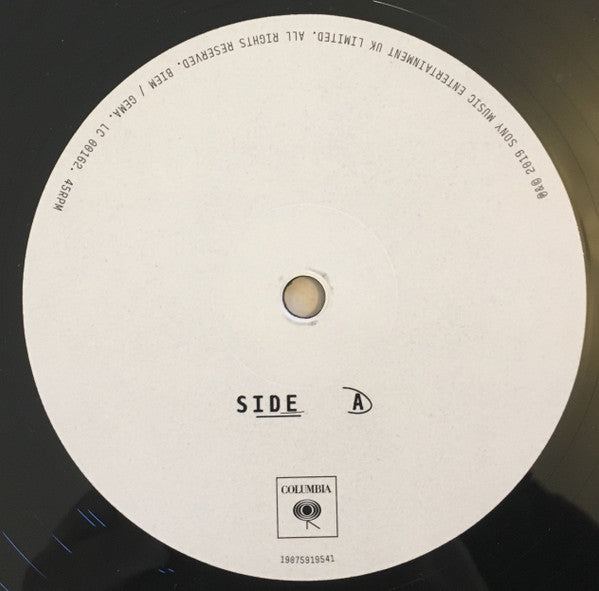 ℗&© 2019 SONY MUSIC ENTERTAINMENT UK LIMITED. ALL RIGHTS RESERVED. BIEM / GEMA. LC 00162. 45RPM
SIDE A
COLUMBIA
19075919541